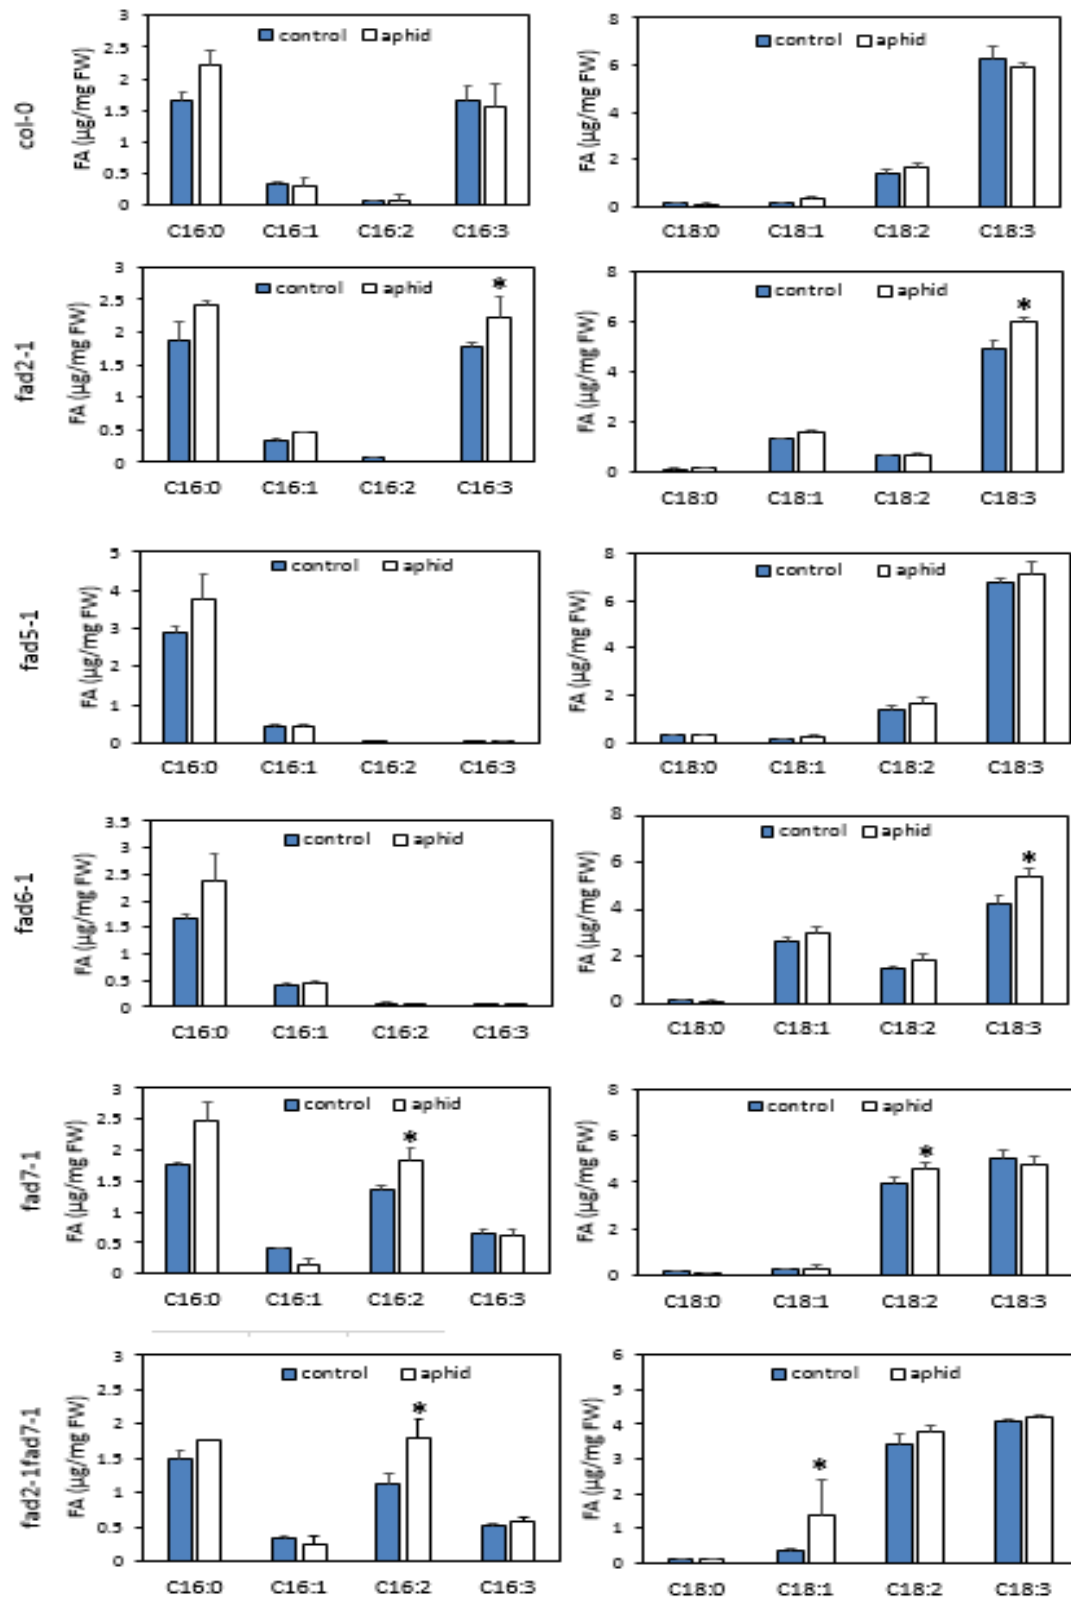 col-0
FA (µg/mg FW)
3
2.5
2
1.5
1
0.5
0
control aphid
C16:0 C16:1 C16:2 C16:3
FA (µg/mg FW)
8
6
4
2
0
control aphid
C18:0 C18:1 C18:2 C18:3
fad2-1
FA (µg/mg FW)
3
2.5
2
1.5
1
0.5
0
control aphid
*
C16:0 C16:1 C16:2 C16:3
FA (µg/mg FW)
8
6
4
2
0
control aphid
*
C18:0 C18:1 C18:2 C18:3
fad5-1
FA (µg/mg FW)
5
4
3
2
1
0
control aphid
C16:0 C16:1 C16:2 C16:3
FA (µg/mg FW)
8
6
4
2
0
control aphid
C18:0 C18:1 C18:2 C18:3
fad6-1
FA (µg/mg FW)
3.5
3
2.5
2
1.5
1
0.5
0
control aphid
C16:0 C16:1 C16:2 C16:3
FA (µg/mg FW)
8
6
4
2
0
control aphid
*
C18:0 C18:1 C18:2 C18:3
fad7-1
FA (µg/mg FW)
3
2.5
2
1.5
1
0.5
0
control aphid
*
C16:0 C16:1 C16:2 C16:3
FA (µg/mg FW)
8
6
4
2
0
control aphid
*
C18:0 C18:1 C18:2 C18:3
fad2-1fad7-1
FA (µg/mg FW)
3
2.5
2
1.5
1
0.5
0
control aphid
*
C16:0 C16:1 C16:2 C16:3
FA (µg/mg FW)
6
5
4
3
2
1
0
control aphid
*
C18:0 C18:1 C18:2 C18:3